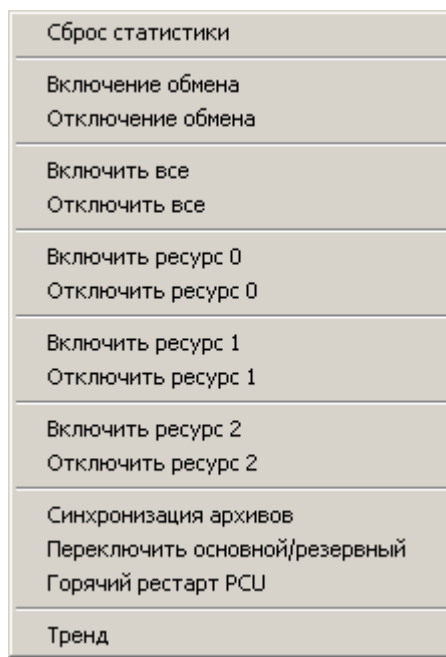 Сброс статистики
Включение обмена
Отключение обмена
Включить все
Отключить все
Включить ресурс 0
Отключить ресурс 0
Включить ресурс 1
Отключить ресурс 1
Включить ресурс 2
Отключить ресурс 2
Синхронизация архивов
Переключить основной/резервный
Горячий рестарт PCU
Тренд